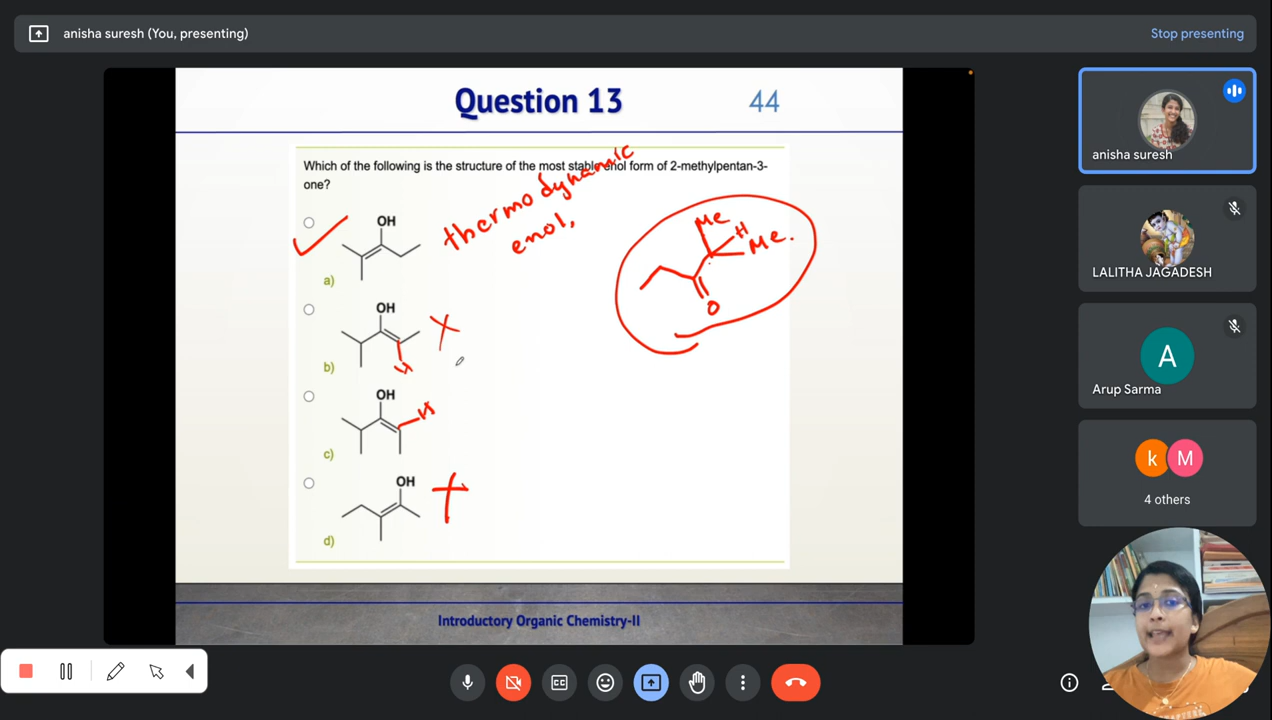 anisha suresh (You, presenting)
Stop presenting
Question 13
44
Which of the following is the structure of the most stable enol form of 2-methylpentan-3-
one?
thermodynamic
enol,
OH
a)
OH
H
b)
OH
H
c)
OH
d)
Me
H
Me.
O
Introductory Organic Chemistry-II
anisha suresh
LALITHA JAGADESH
A
Arup Sarma
k
M
4 others
CC